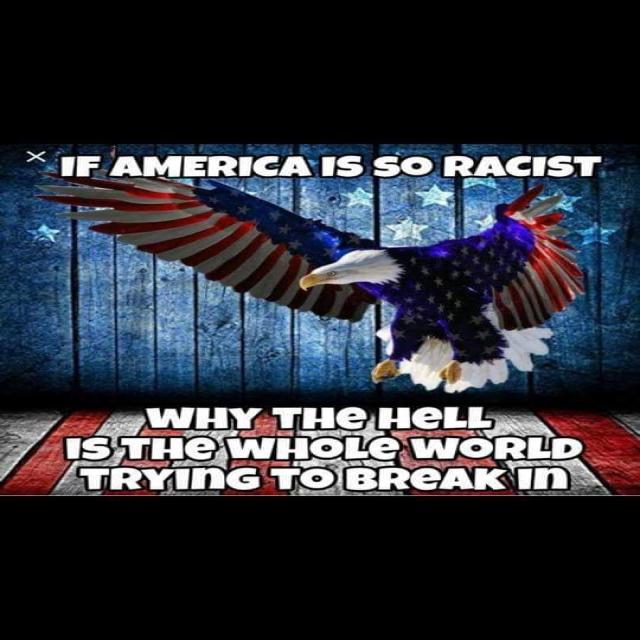 IF AMERICA IS SO RACIST
WHY THE HELL
IS THE WHOLE WORLD
TRYING TO BREAK IN